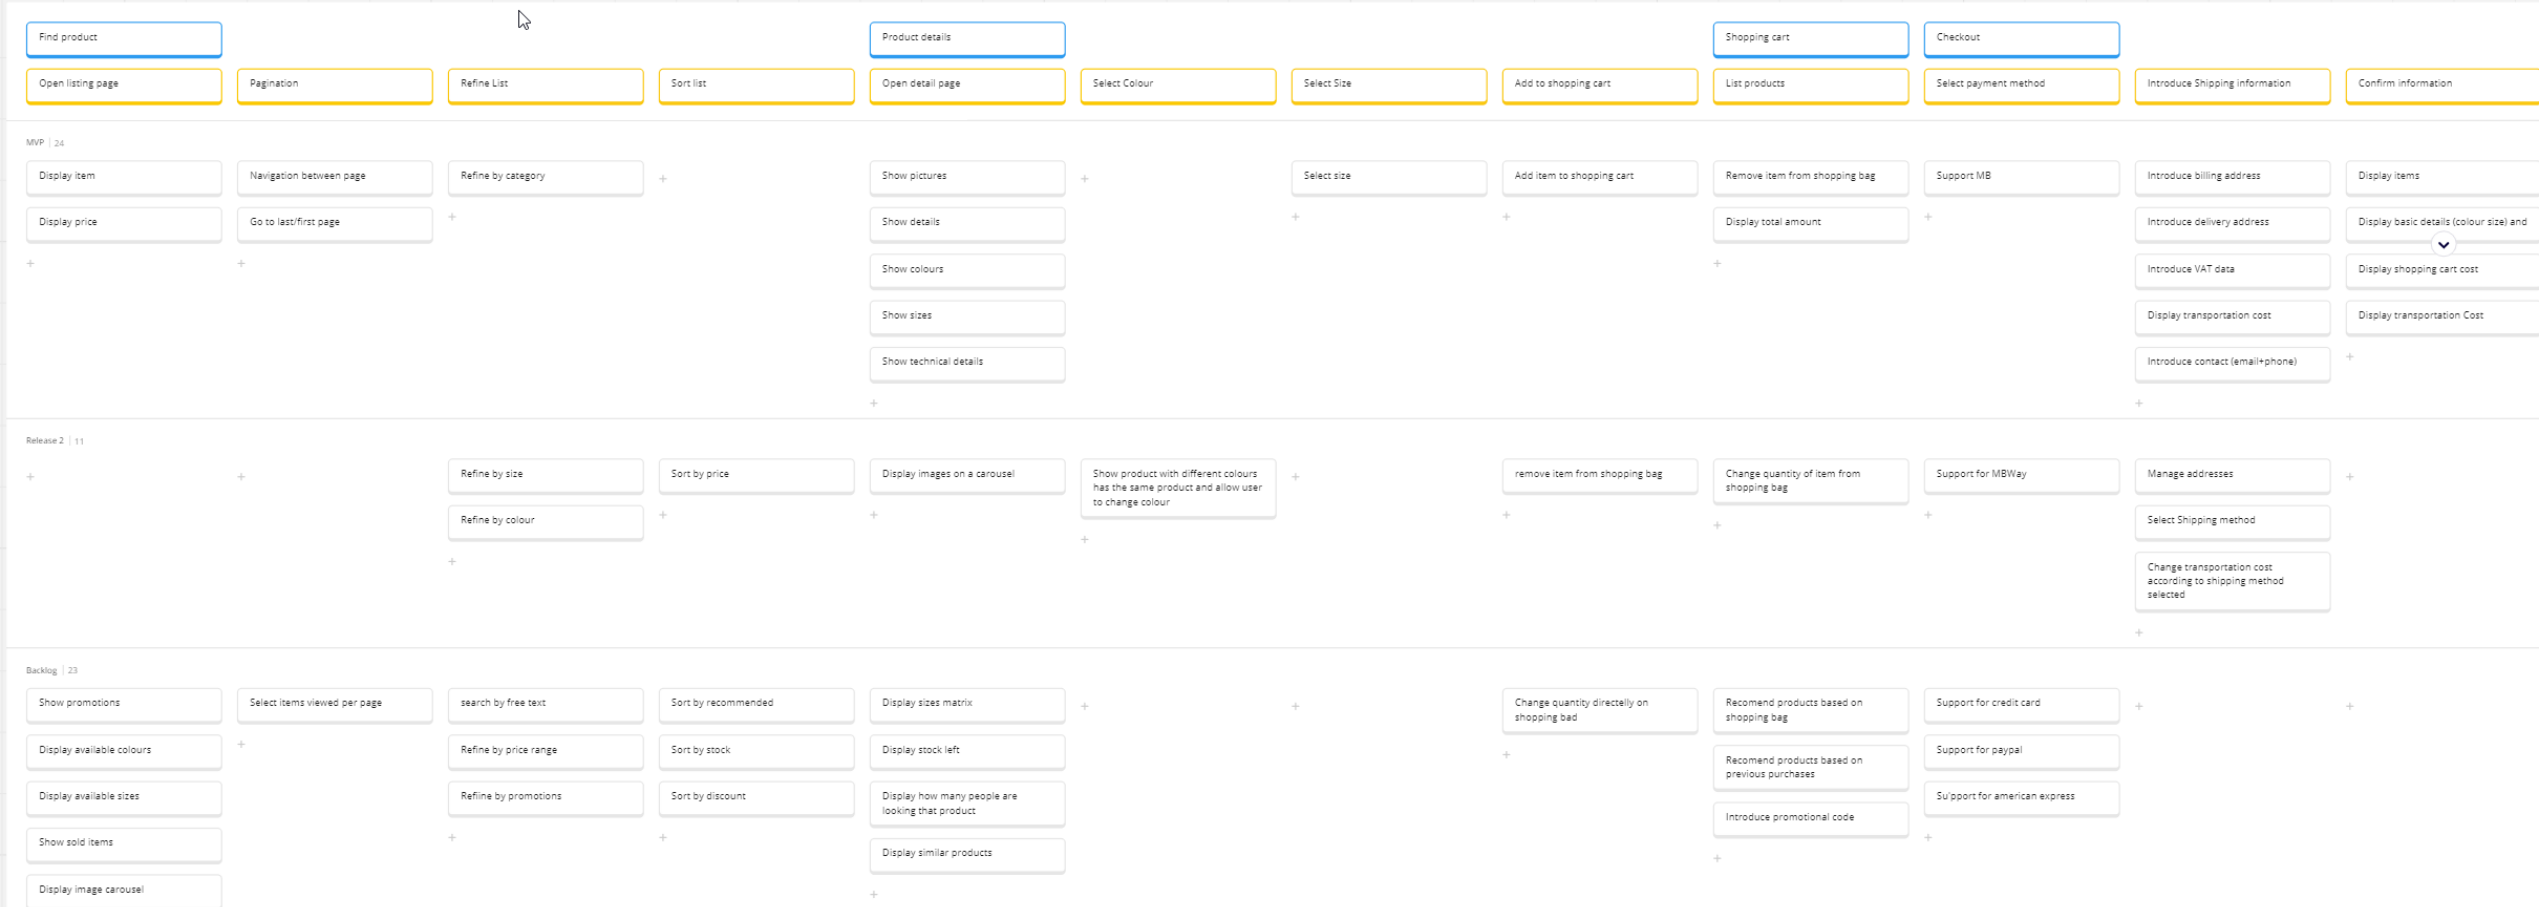 Find product
Product details
Shopping cart
Checkout
Open listing page
Pagination
Refine List
Sort list
Open detail page
Select Colour
Select Size
Add to shopping cart
List products
Select payment method
Introduce Shipping information
Confirm information
MVP | 24
Display item
Navigation between page
Refine by category
+
Show pictures
+
Select size
Add item to shopping cart
Remove item from shopping bag
Support MB
Introduce billing address
Display items
Display price
Go to last/first page
+
Show details
+
+
Display total amount
+
Introduce delivery address
Display basic details (colour size) and
+
+
Show colours
+
Introduce VAT data
Display shopping cart cost
Show sizes
Display transportation cost
Display transportation Cost
Show technical details
Introduce contact (email+phone)
+
+
+
Release 2 | 11
+
+
Refine by size
Sort by price
Display images on a carousel
Show product with different colours
has the same product and allow user
to change colour
+
remove item from shopping bag
Change quantity of item from
shopping bag
Support for MBWay
Manage addresses
+
Refine by colour
+
+
+
+
+
Select Shipping method
+
+
Change transportation cost
according to shipping method
selected
+
Backlog | 23
Show promotions
Select items viewed per page
search by free text
Sort by recommended
Display sizes matrix
+
+
Change quantity directelly on
shopping bad
Recomend products based on
shopping bag
Support for credit card
+
+
Display available colours
+
Refine by price range
Sort by stock
Display stock left
+
Recomend products based on
previous purchases
Support for paypal
Display available sizes
Refiine by promotions
Sort by discount
Display how many people are
looking that product
Introduce promotional code
Su'pport for american express
Show sold items
+
+
Display similar products
+
+
Display image carousel
+